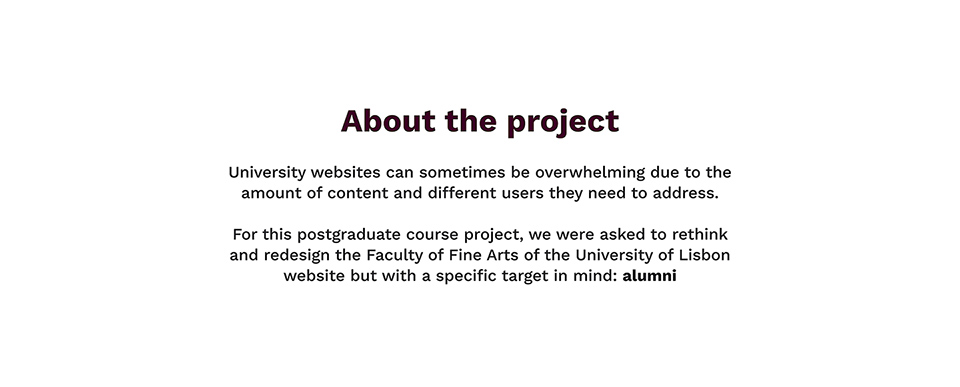 About the project
University websites can sometimes be overwhelming due to the
amount of content and different users they need to address.
For this postgraduate course project, we were asked to rethink
and redesign the Faculty of Fine Arts of the University of Lisbon
website but with a specific target in mind: alumni